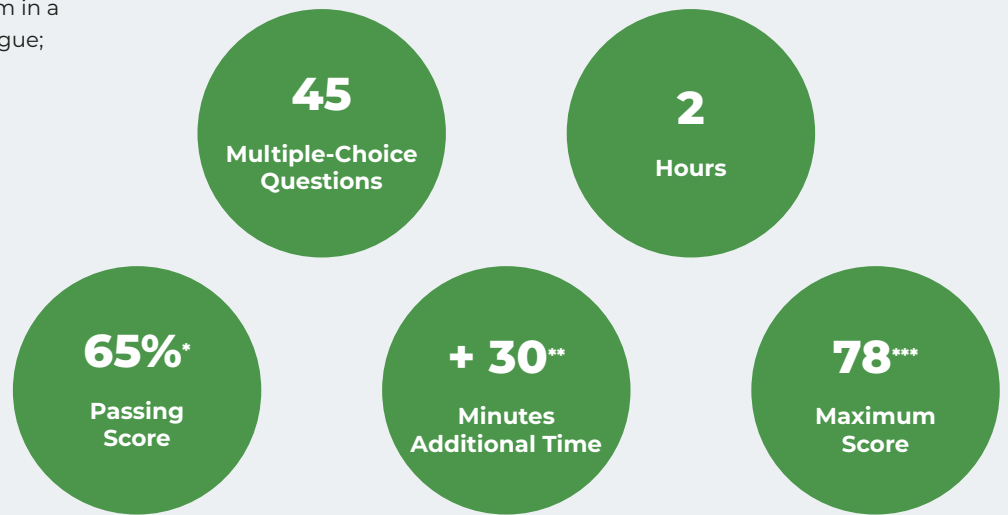 m in a
gue;
45
Multiple-Choice
Questions
2
Hours
65%*
Passing
Score
+ 30**
Minutes
Additional Time
78***
Maximum
Score